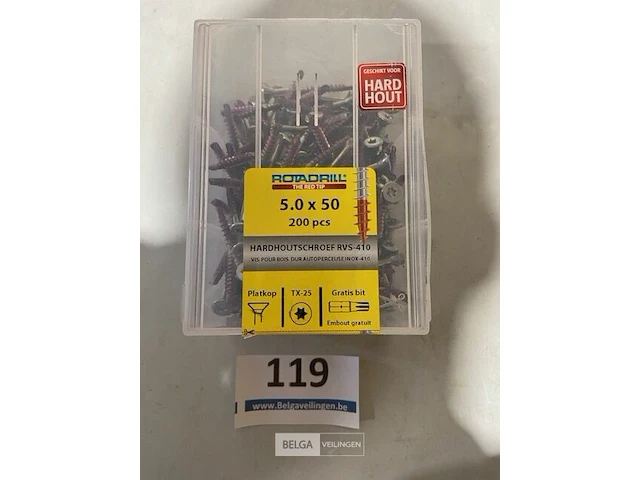 GESCHIKT VOOR
HARD
HOUT
ROTADRILL
THE RED TIP
5.0 x 50
200 pcs
HARDHOUTSCHROEF RVS-410
VIS POUR BOIS DUR AUTOPERCEUSE INOX-410
Platkop
TX-25
Gratis bit
Embout gratuit
119
www.Belgaveilingen.be
BELGA VEILINGEN